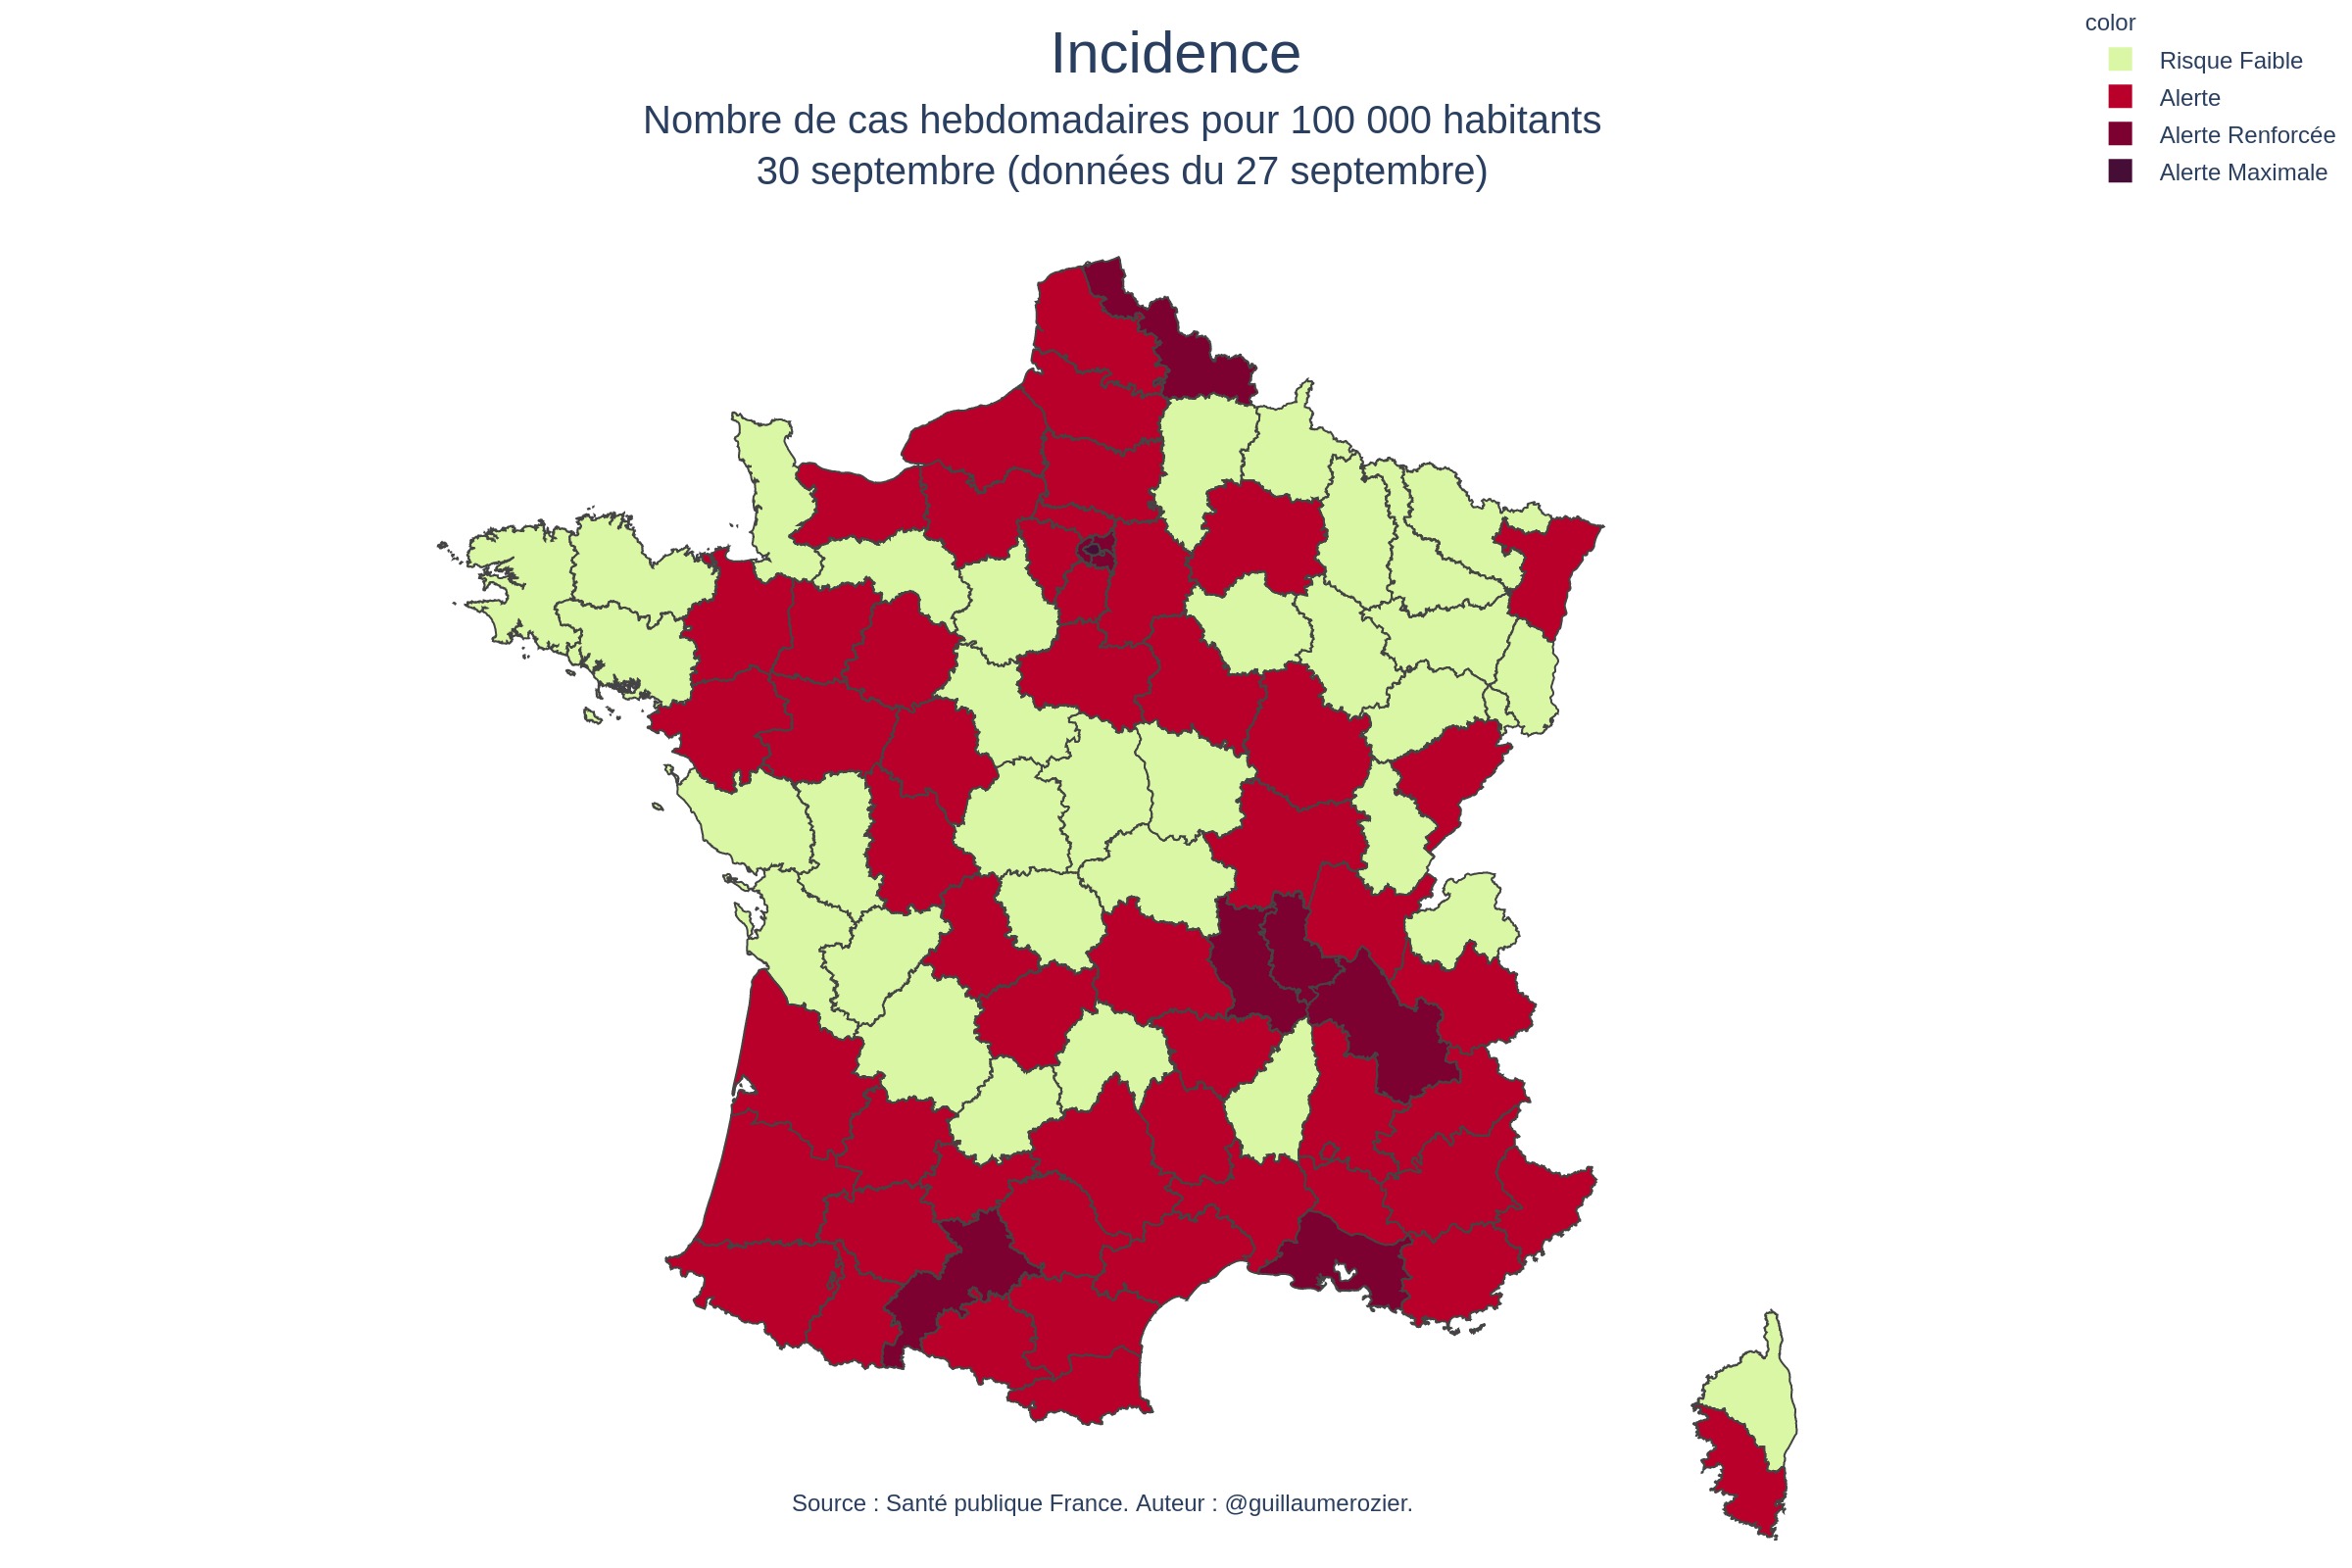 Incidence
Nombre de cas hebdomadaires pour 100 000 habitants
30 septembre (données du 27 septembre)
color
Risque Faible
Alerte
Alerte Renforcée
Alerte Maximale
Source : Santé publique France. Auteur : @guillaumerozier.